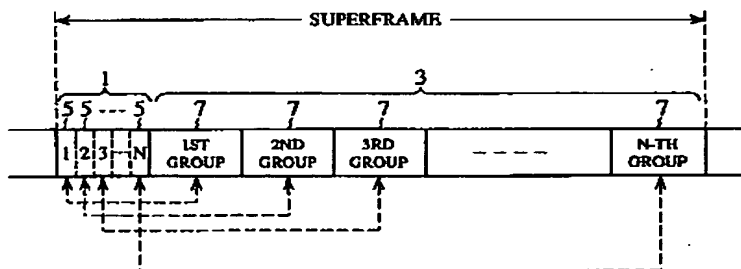 SUPERFRAME
1 3
5 5 ---- 5 7 7 7 7
1 2 3 --- N 1ST GROUP 2ND GROUP 3RD GROUP ---- N-TH GROUP